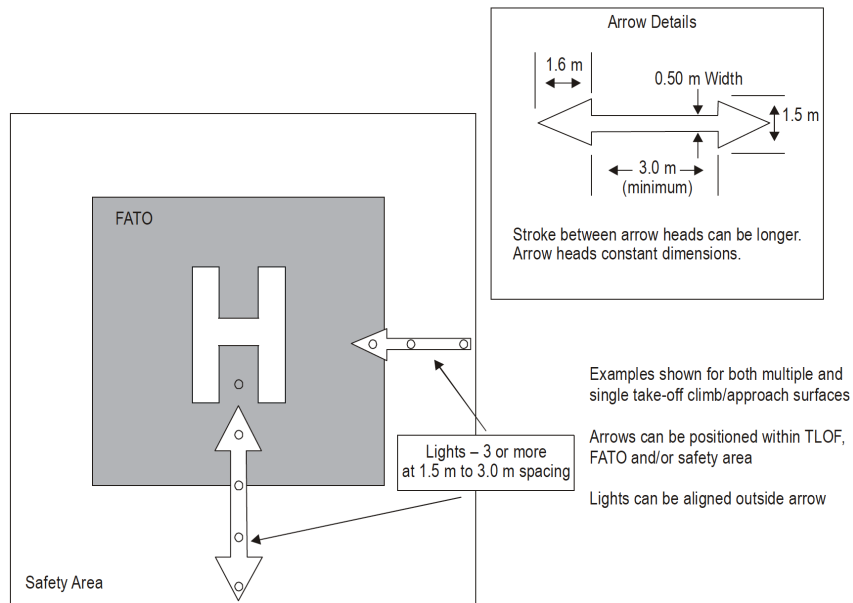 Arrow Details
1.6 m
0.50 m Width
1.5 m
3.0 m
(minimum)
Stroke between arrow heads can be longer.
Arrow heads constant dimensions.
FATO
H
Examples shown for both multiple and
single take-off climb/approach surfaces
Arrows can be positioned within TLOF,
FATO and/or safety area
Lights can be aligned outside arrow
Lights – 3 or more
at 1.5 m to 3.0 m spacing
Safety Area